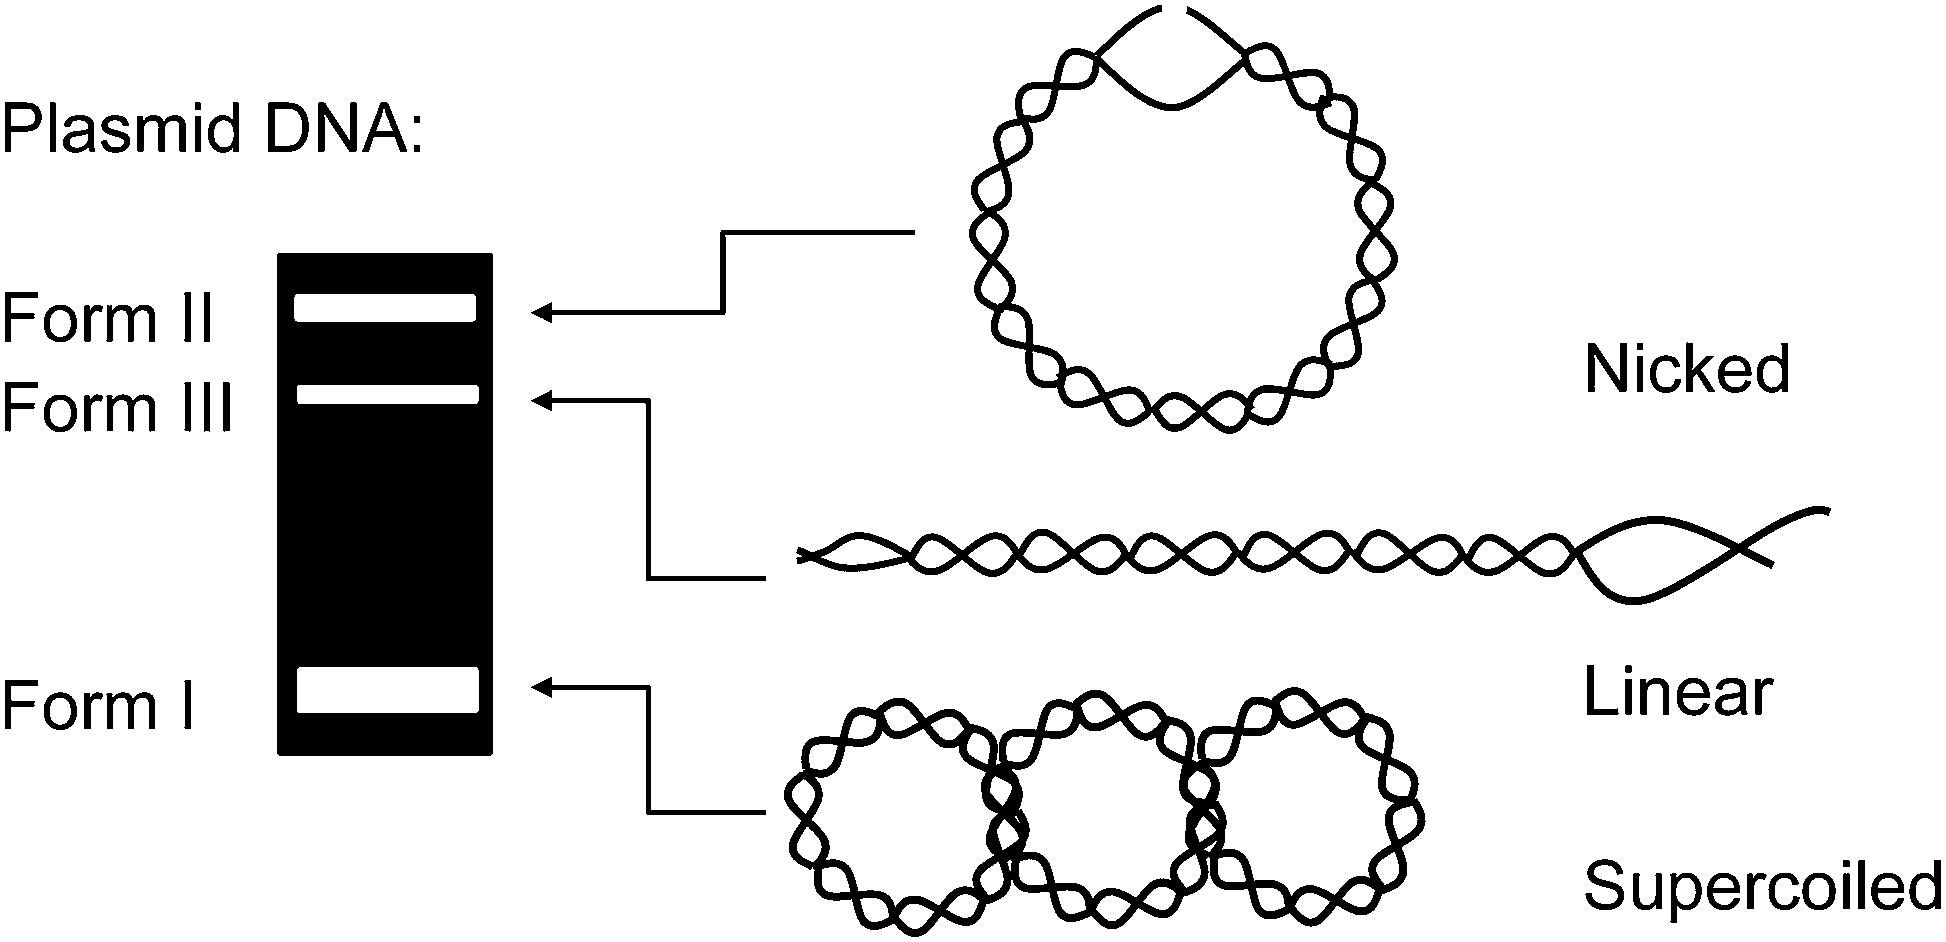 Plasmid DNA:
Form II
Form III
Form I
Nicked
Linear
Supercoiled